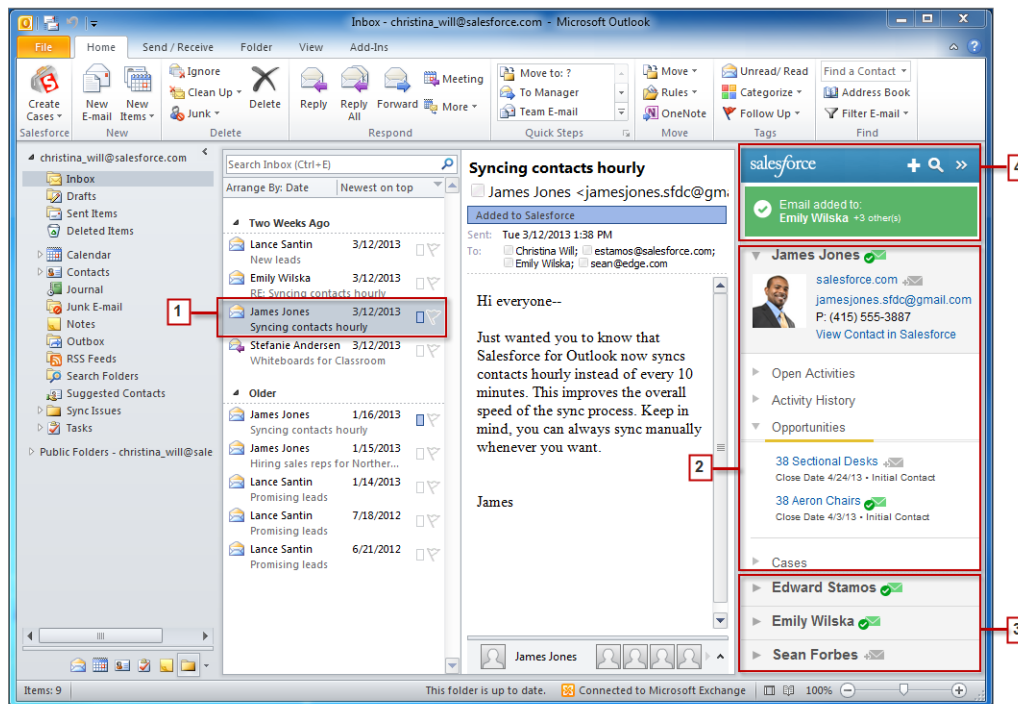 Inbox - christina_will@salesforce.com - Microsoft Outlook
File Home Send / Receive Folder View Add-Ins
Create Cases
Salesforce
New E-mail
New Items
New
Ignore
Clean Up
Junk
Delete
Delete
Reply
Reply All
Forward
Meeting
More
Respond
Move to: ?
To Manager
Team E-mail
Quick Steps
Move
Rules
OneNote
Move
Unread/ Read
Categorize
Follow Up
Tags
Find a Contact
Address Book
Filter E-mail
Find
christina_will@salesforce.com
Inbox
Drafts
Sent Items
Deleted Items
Calendar
Contacts
Journal
Junk E-mail
Notes
Outbox
RSS Feeds
Search Folders
Suggested Contacts
Sync Issues
Tasks
Public Folders - christina_will@sale
Search Inbox (Ctrl+E)
Arrange By: Date Newest on top
Two Weeks Ago
Lance Santin 3/12/2013
New leads
Emily Wilska 3/12/2013
RE: Syncing contacts hourly
1
James Jones 3/12/2013
Syncing contacts hourly
Stefanie Andersen 3/12/2013
Whiteboards for Classroom
Older
James Jones 1/16/2013
Syncing contacts hourly
James Jones 1/15/2013
Hiring sales reps for Norther...
Lance Santin 1/14/2013
Promising leads
Lance Santin 7/18/2012
Promising leads
Lance Santin 6/21/2012
Promising leads
Syncing contacts hourly
James Jones <jamesjones.sfdc@gm
Added to Salesforce
Sent: Tue 3/12/2013 1:38 PM
To: Christina Will; estamos@salesforce.com;
Emily Wilska; sean@edge.com
Hi everyone--
Just wanted you to know that
Salesforce for Outlook now syncs
contacts hourly instead of every 10
minutes. This improves the overall
speed of the sync process. Keep in
mind, you can always sync manually
whenever you want.
James
James Jones
salesforce
4
Email added to:
Emily Wilska +3 other(s)
2
James Jones
salesforce.com
jamesjones.sfdc@gmail.com
P: (415) 555-3887
View Contact in Salesforce
Open Activities
Activity History
Opportunities
38 Sectional Desks
Close Date 4/24/13 • Initial Contact
38 Aeron Chairs
Close Date 4/3/13 • Initial Contact
Cases
3
Edward Stamos
Emily Wilska
Sean Forbes
Items: 9
This folder is up to date.
Connected to Microsoft Exchange
100%